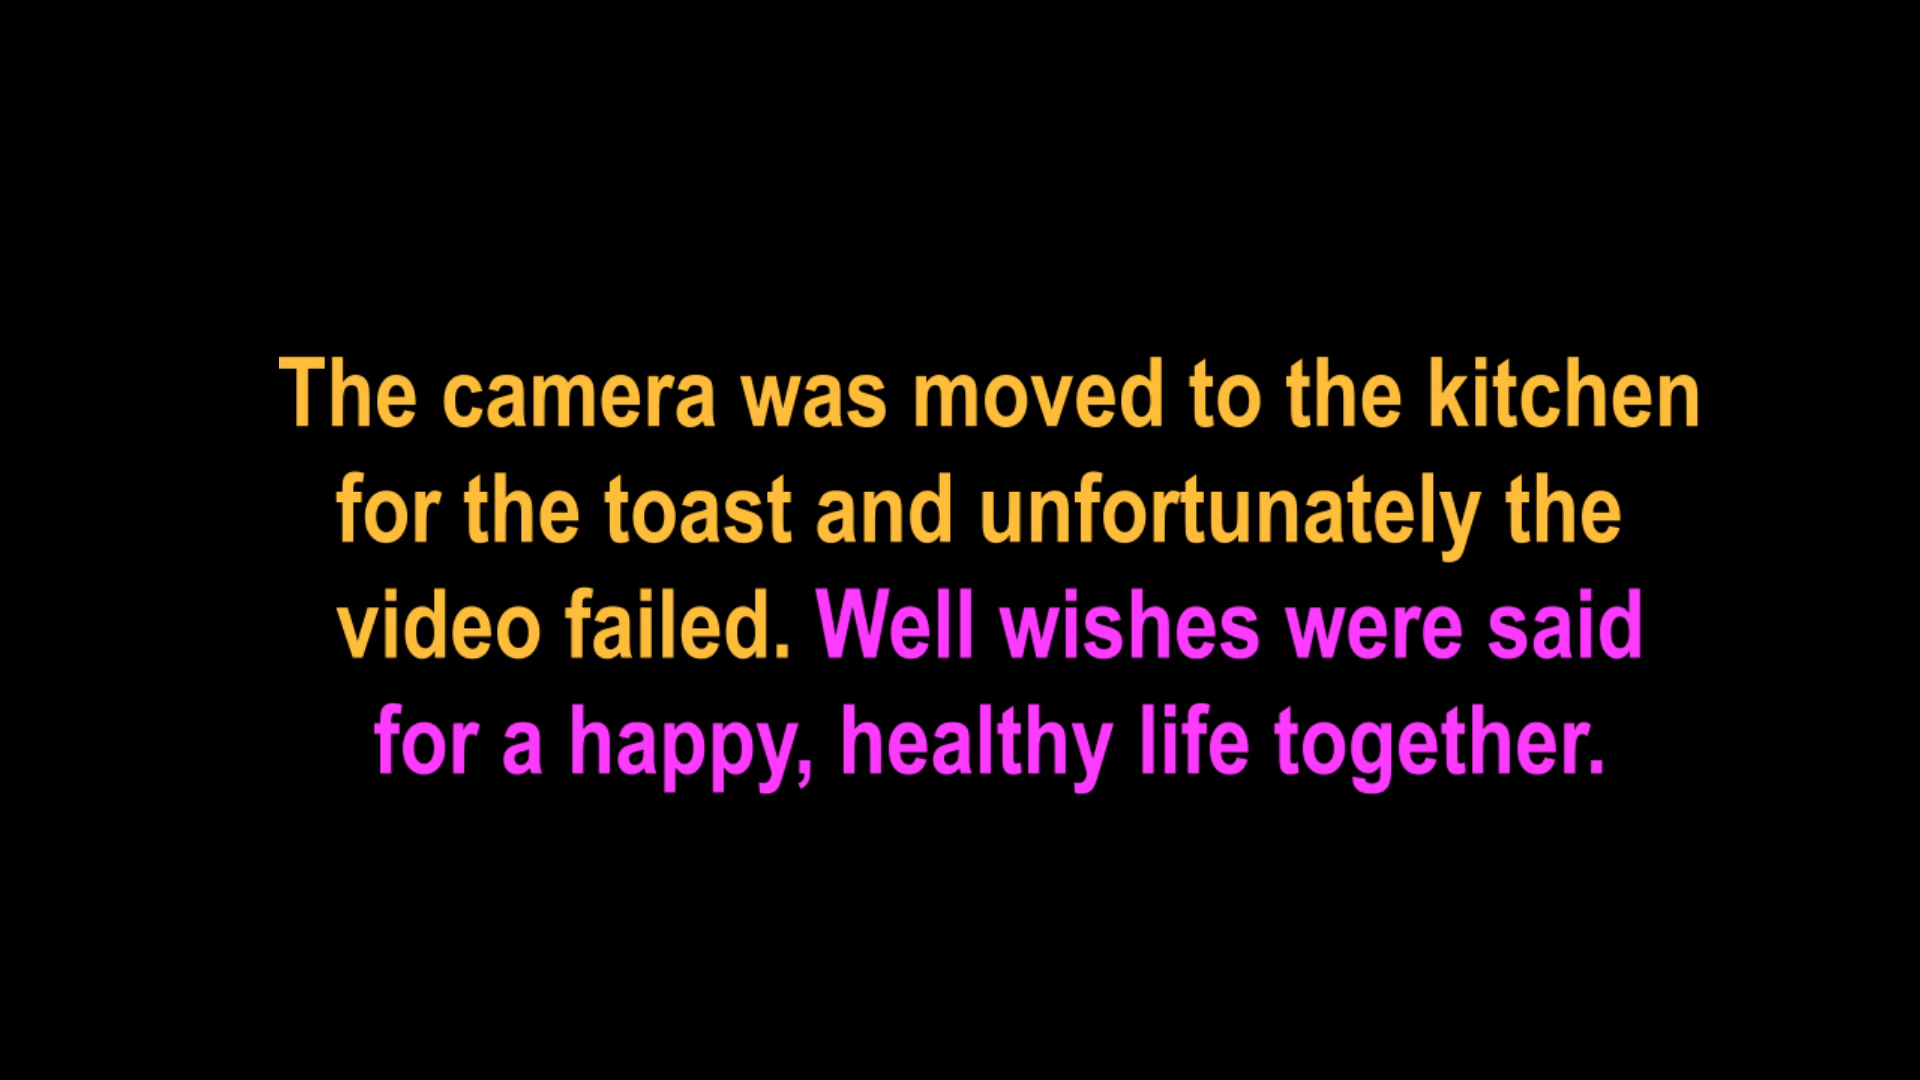 The camera was moved to the kitchen
for the toast and unfortunately the
video failed. Well wishes were said
for a happy, healthy life together.